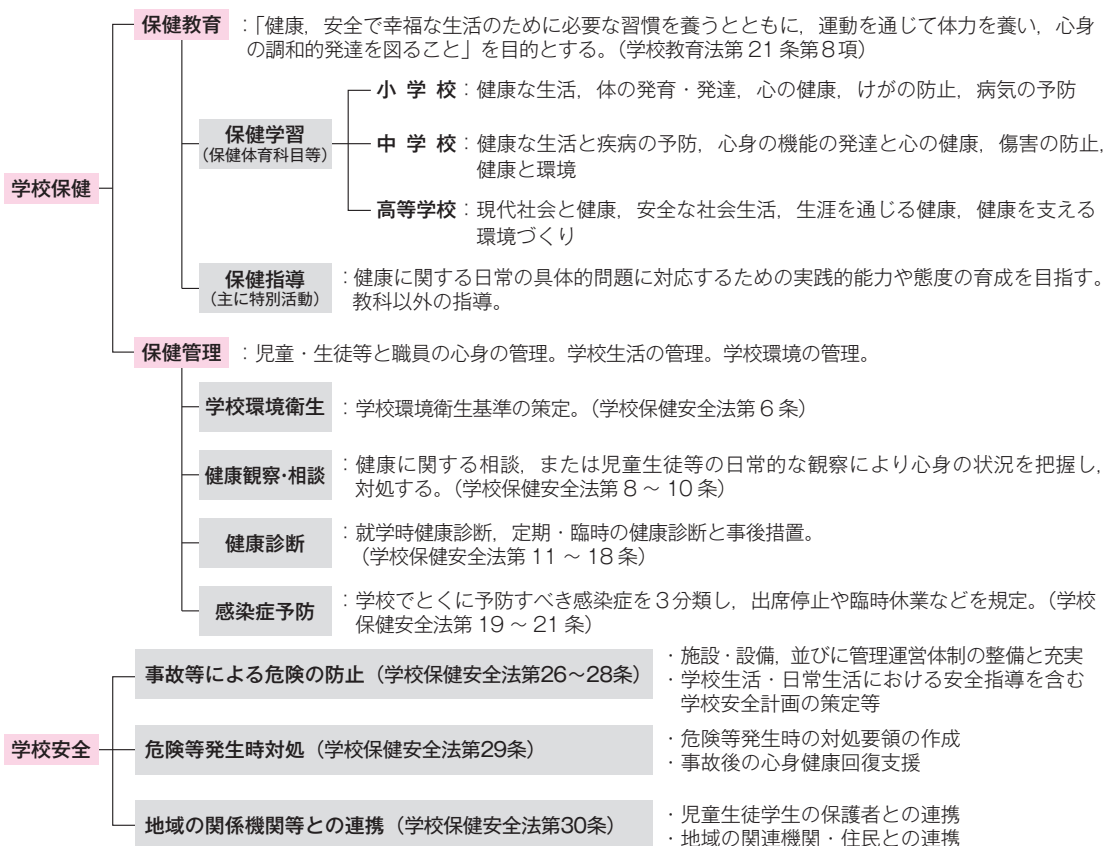 保健教育：「健康，安全で幸福な生活のために必要な習慣を養うとともに，運動を通じて体力を養い，心身
の調和的発達を図ること」を目的とする。（学校教育法第 21 条第８項）
小 学 校：健康な生活，体の発育・発達，心の健康，けがの防止，病気の予防
保健学習
（保健体育科目等）
中 学 校：健康な生活と疾病の予防，心身の機能の発達と心の健康，傷害の防止，
健康と環境
学校保健
高等学校：現代社会と健康，安全な社会生活，生涯を通じる健康，健康を支える
環境づくり
保健指導
（主に特別活動）
：健康に関する日常の具体的問題に対応するための実践的能力や態度の育成を目指す。
教科以外の指導。
保健管理：児童・生徒等と職員の心身の管理。学校生活の管理。学校環境の管理。
学校環境衛生：学校環境衛生基準の策定。（学校保健安全法第 6 条）
健康観察・相談：健康に関する相談，または児童生徒等の日常的な観察により心身の状況を把握し，
対処する。（学校保健安全法第 8 ～ 10 条）
健康診断：就学時健康診断，定期・臨時の健康診断と事後措置。
（学校保健安全法第 11 ～ 18 条）
感染症予防：学校でとくに予防すべき感染症を３分類し，出席停止や臨時休業などを規定。（学校
保健安全法第 19 ～ 21 条）
事故等による危険の防止（学校保健安全法第26～28条）
・施設・設備，並びに管理運営体制の整備と充実
・学校生活・日常生活における安全指導を含む
学校安全計画の策定等
学校安全
危険等発生時対処（学校保健安全法第29条）
・危険等発生時の対処要領の作成
・事故後の心身健康回復支援
地域の関係機関等との連携（学校保健安全法第30条）
・児童生徒学生の保護者との連携
・地域の関連機関・住民との連携